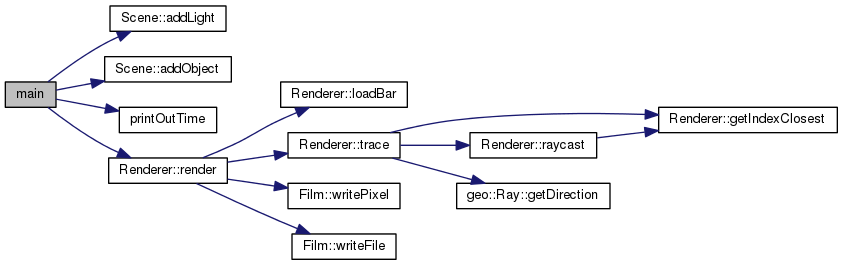 main
Scene::addLight
Scene::addObject
printOutTime
Renderer::render
Renderer::loadBar
Renderer::trace
Film::writePixel
Film::writeFile
Renderer::raycast
geo::Ray::getDirection
Renderer::getIndexClosest